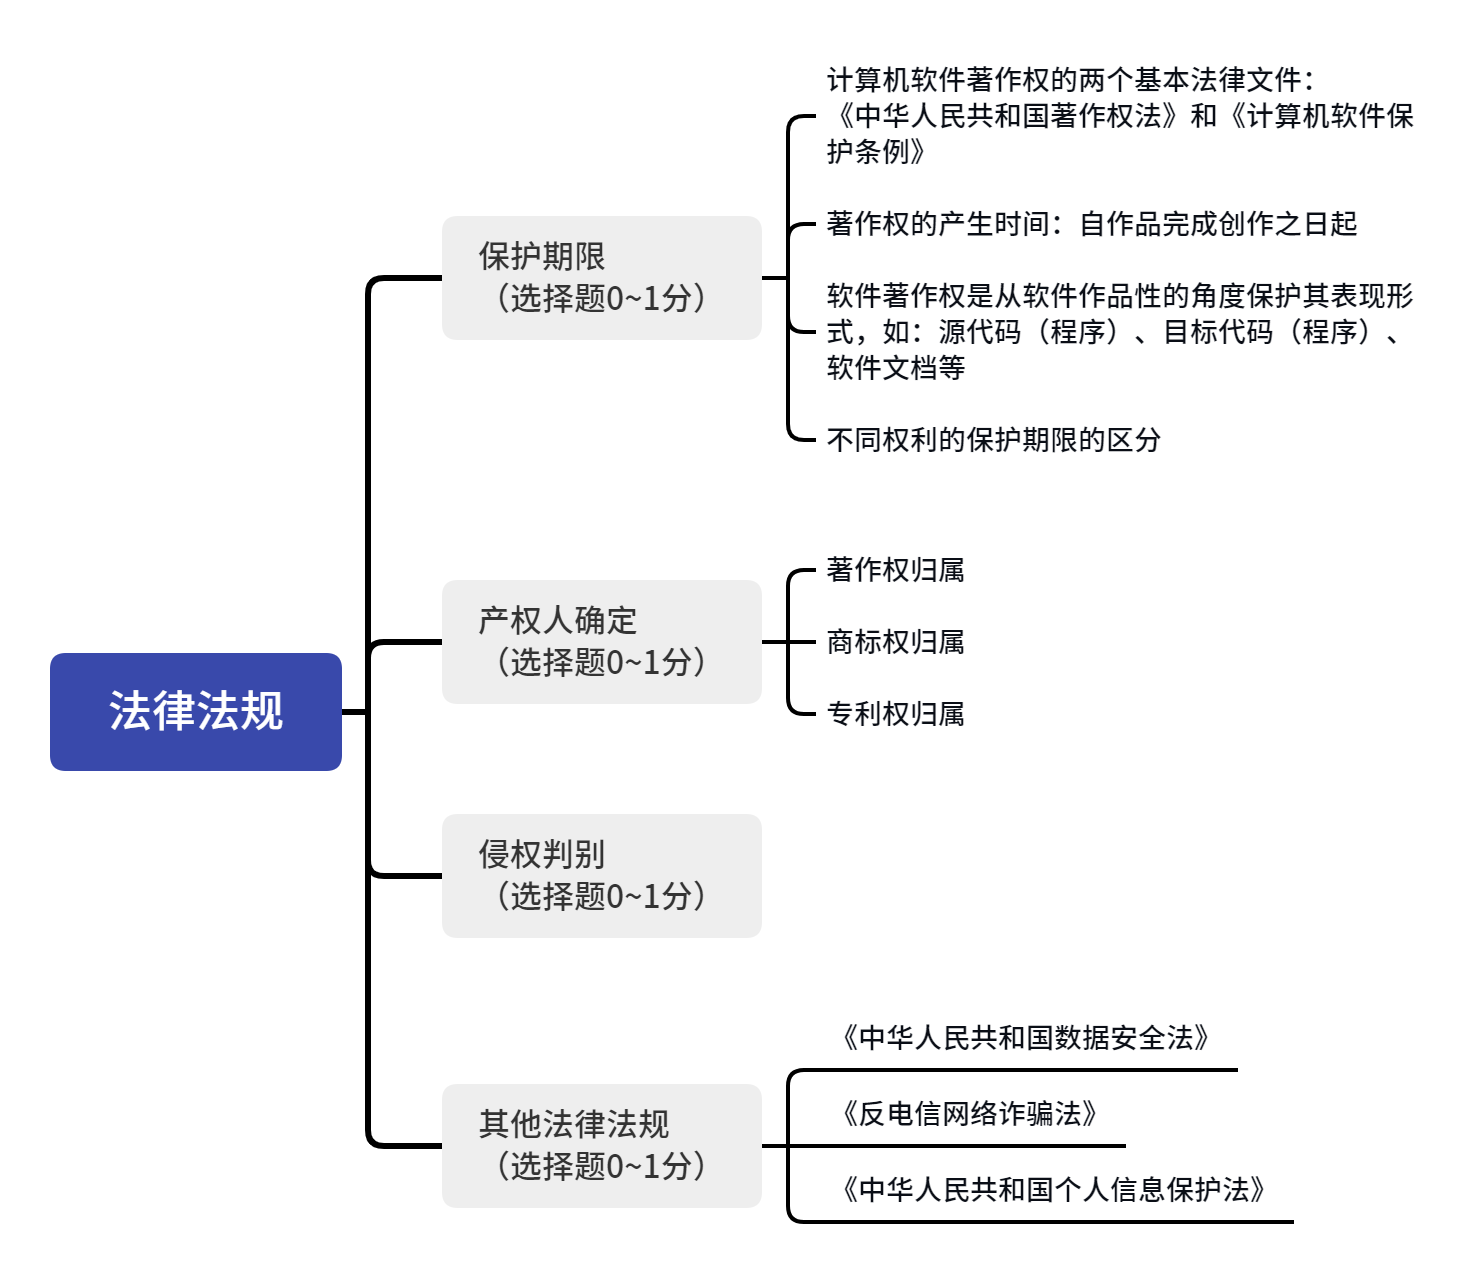 计算机软件著作权的两个基本法律文件：
《中华人民共和国著作权法》和《计算机软件保
护条例》
著作权的产生时间：自作品完成创作之日起
保护期限
（选择题0~1分）
软件著作权是从软件作品性的角度保护其表现形
式，如：源代码（程序）、目标代码（程序）、
软件文档等
不同权利的保护期限的区分
法律法规
产权人确定
（选择题0~1分）
著作权归属
商标权归属
专利权归属
侵权判别
（选择题0~1分）
其他法律法规
（选择题0~1分）
《中华人民共和国数据安全法》
《反电信网络诈骗法》
《中华人民共和国个人信息保护法》